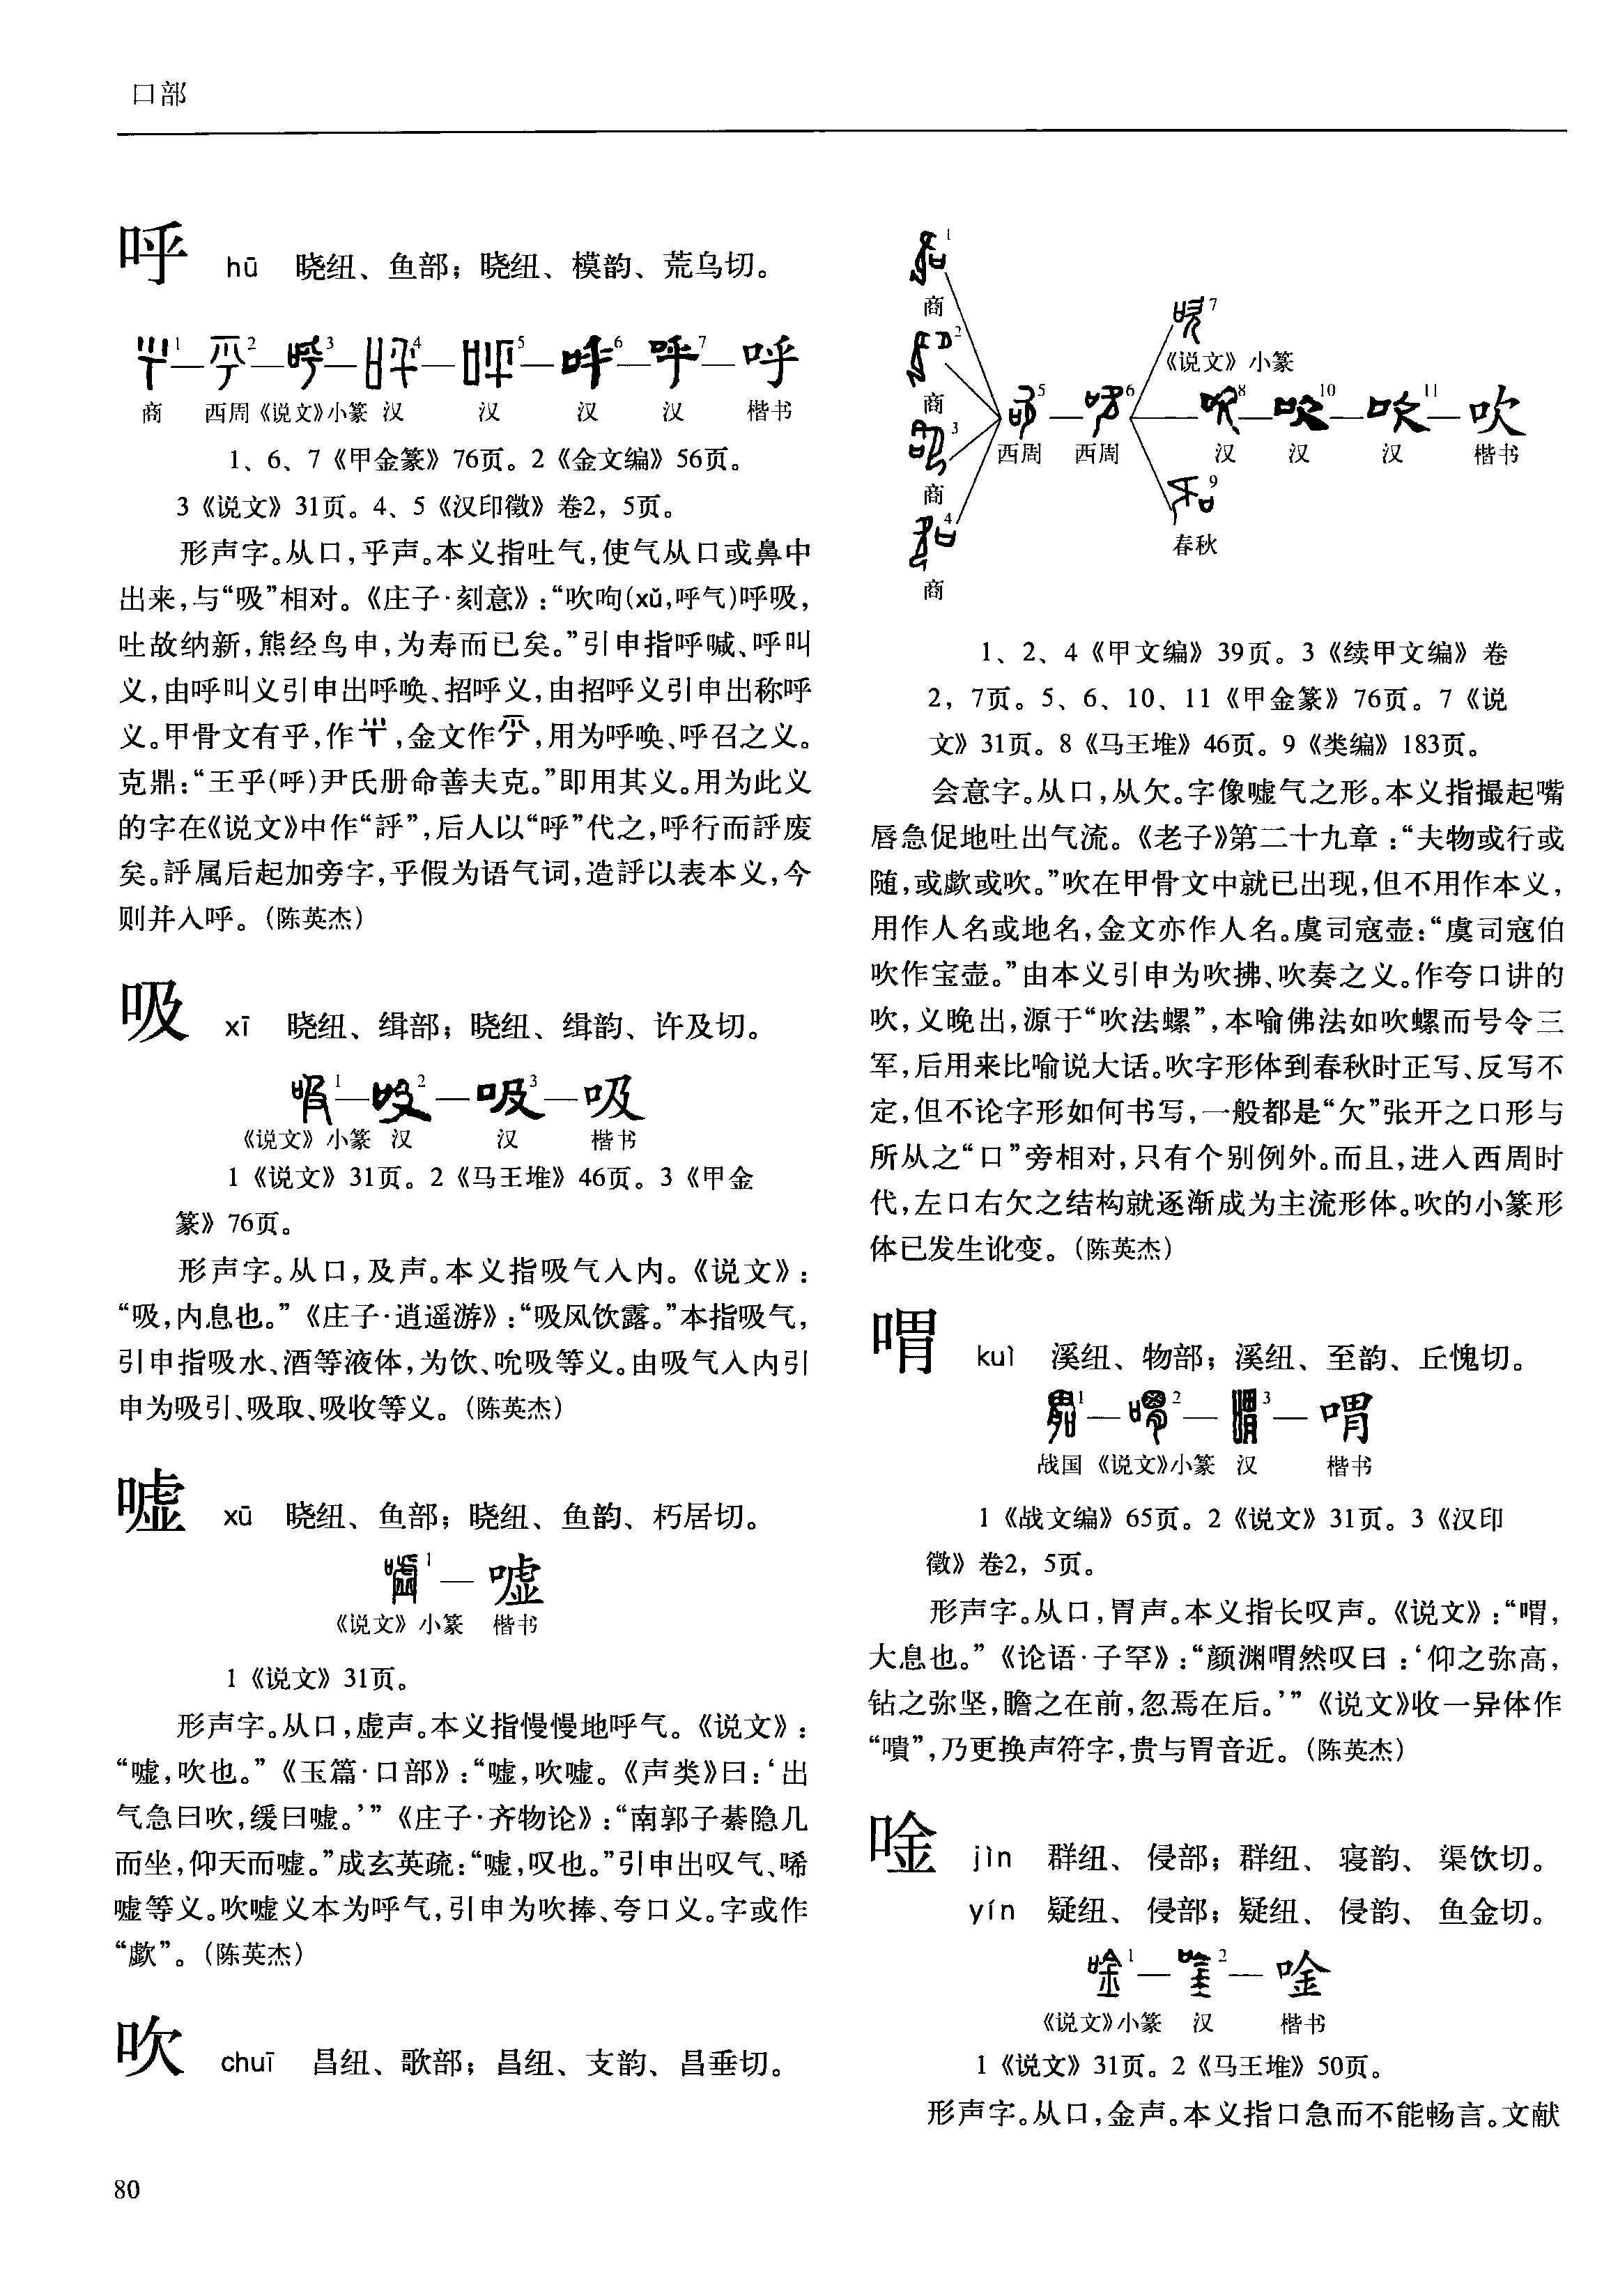 口部
呼 hū 晓纽、鱼部；晓纽、模韵、荒乌切。
1 2 3 4 5 6 7 呼
商 西周 《说文》小篆 汉 汉 汉 汉 楷书
1、6、7《甲金篆》76页。2《金文编》56页。
3《说文》31页。4、5《汉印徵》卷2，5页。
形声字。从口，乎声。本义指吐气，使气从口或鼻中
出来，与“吸”相对。《庄子·刻意》：“吹呴(xǔ，呼气)呼吸，
吐故纳新，熊经鸟申，为寿而已矣。”引申指呼喊、呼叫
义，由呼叫义引申出呼唤、招呼义，由招呼义引申出称呼
义。甲骨文有乎，作，金文作，用为呼唤、呼召之义。
克鼎：“王乎(呼)尹氏册命善夫克。”即用其义。用为此义
的字在《说文》中作“評”，后人以“呼”代之，呼行而評废
矣。評属后起加旁字，乎假为语气词，造評以表本义，今
则并入呼。（陈英杰）
吸 xī 晓纽、缉部；晓纽、缉韵、许及切。
1 2 3 吸
《说文》小篆 汉 汉 楷书
1《说文》31页。2《马王堆》46页。3《甲金
篆》76页。
形声字。从口，及声。本义指吸气入内。《说文》：
“吸，内息也。”《庄子·逍遥游》：“吸风饮露。”本指吸气，
引申指吸水、酒等液体，为饮、吮吸等义。由吸气入内引
申为吸引、吸取、吸收等义。（陈英杰）
嘘 xū 晓纽、鱼部；晓纽、鱼韵、朽居切。
1 嘘
《说文》小篆 楷书
1《说文》31页。
形声字。从口，虚声。本义指慢慢地呼气。《说文》：
“嘘，吹也。”《玉篇·口部》：“嘘，吹嘘。《声类》曰：‘出
气急曰吹，缓曰嘘。’”《庄子·齐物论》：“南郭子綦隐几
而坐，仰天而嘘。”成玄英疏：“嘘，叹也。”引申出叹气、唏
嘘等义。吹嘘义本为呼气，引申为吹捧、夸口义。字或作
“歔”。（陈英杰）
吹 chuī 昌纽、歌部；昌纽、支韵、昌垂切。
1
商
2
商
3
商
4
商
5 6
西周 西周
7
《说文》小篆
8 10 11 吹
汉 汉 汉 楷书
9
春秋
1、2、4《甲文编》39页。3《续甲文编》卷
2，7页。5、6、10、11《甲金篆》76页。7《说
文》31页。8《马王堆》46页。9《类编》183页。
会意字。从口，从欠。字像嘘气之形。本义指撮起嘴
唇急促地吐出气流。《老子》第二十九章：“夫物或行或
随，或歔或吹。”吹在甲骨文中就已出现，但不用作本义，
用作人名或地名，金文亦作人名。虞司寇壶：“虞司寇伯
吹作宝壶。”由本义引申为吹拂、吹奏之义。作夸口讲的
吹，义晚出，源于“吹法螺”，本喻佛法如吹螺而号令三
军，后用来比喻说大话。吹字形体到春秋时正写、反写不
定，但不论字形如何书写，一般都是“欠”张开之口形与
所从之“口”旁相对，只有个别例外。而且，进入西周时
代，左口右欠之结构就逐渐成为主流形体。吹的小篆形
体已发生讹变。（陈英杰）
喟 kuì 溪纽、物部；溪纽、至韵、丘愧切。
1 2 3 喟
战国 《说文》小篆 汉 楷书
1《战文编》65页。2《说文》31页。3《汉印
徵》卷2，5页。
形声字。从口，胃声。本义指长叹声。《说文》：“喟，
大息也。”《论语·子罕》：“颜渊喟然叹曰：‘仰之弥高，
钻之弥坚，瞻之在前，忽焉在后。’”《说文》收一异体作
“嘳”，乃更换声符字，贵与胃音近。（陈英杰）
唫 jìn 群纽、侵部；群纽、寝韵、渠饮切。
yín 疑纽、侵部；疑纽、侵韵、鱼金切。
1 2 唫
《说文》小篆 汉 楷书
1《说文》31页。2《马王堆》50页。
形声字。从口，金声。本义指口急而不能畅言。文献
80